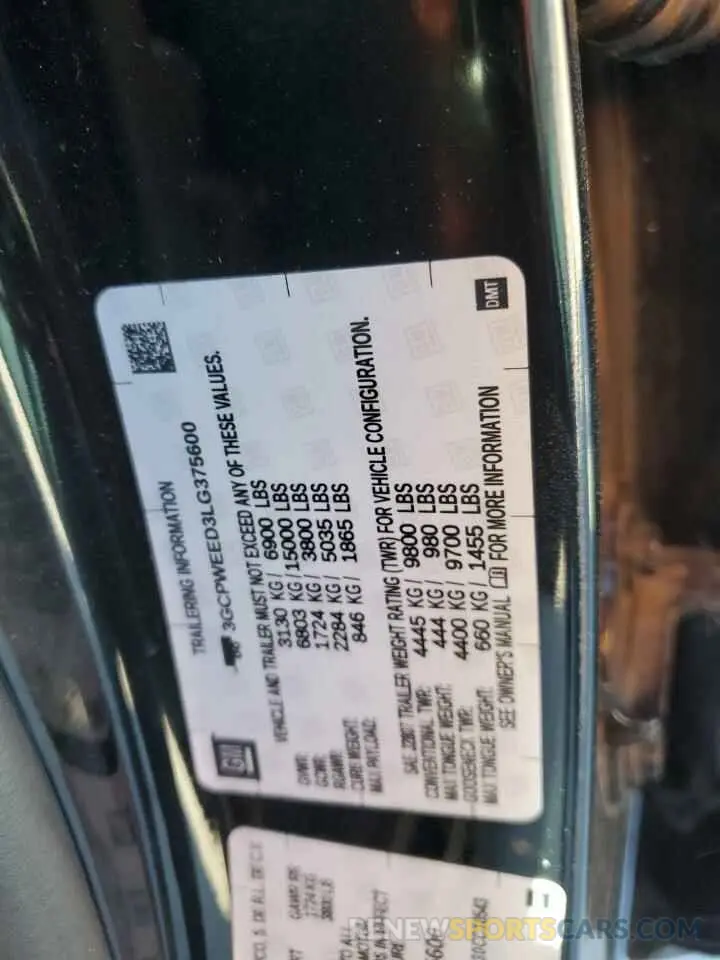 TRAILERING INFORMATION
3GCPWEED3LG375600
VEHICLE AND TRAILER MUST NOT EXCEED ANY OF THESE VALUES.
GVWR: 3130 KG / 6900 LBS
GCWR: 6803 KG / 15000 LBS
RGAWR: 1724 KG / 3800 LBS
CURB WEIGHT: 2284 KG / 5035 LBS
MAX PAYLOAD: 846 KG / 1865 LBS
SAE J2807 TRAILER WEIGHT RATING (TWR) FOR VEHICLE CONFIGURATION.
CONVENTIONAL TWR: 4445 KG / 9800 LBS
MAX TONGUE WEIGHT: 444 KG / 980 LBS
GOOSENECK TWR: 4400 KG / 9700 LBS
MAX TONGUE WEIGHT: 660 KG / 1455 LBS
SEE OWNER'S MANUAL FOR MORE INFORMATION
GM
DMT
GAWR RR
1724 KG
RENEWSPORTSCARS.COM